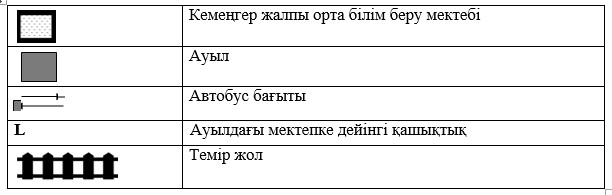 Кемеңгер жалпы орта білім беру мектебі
Ауыл
Автобус бағыты
L Ауылдағы мектепке дейінгі қашықтық
Темір жол